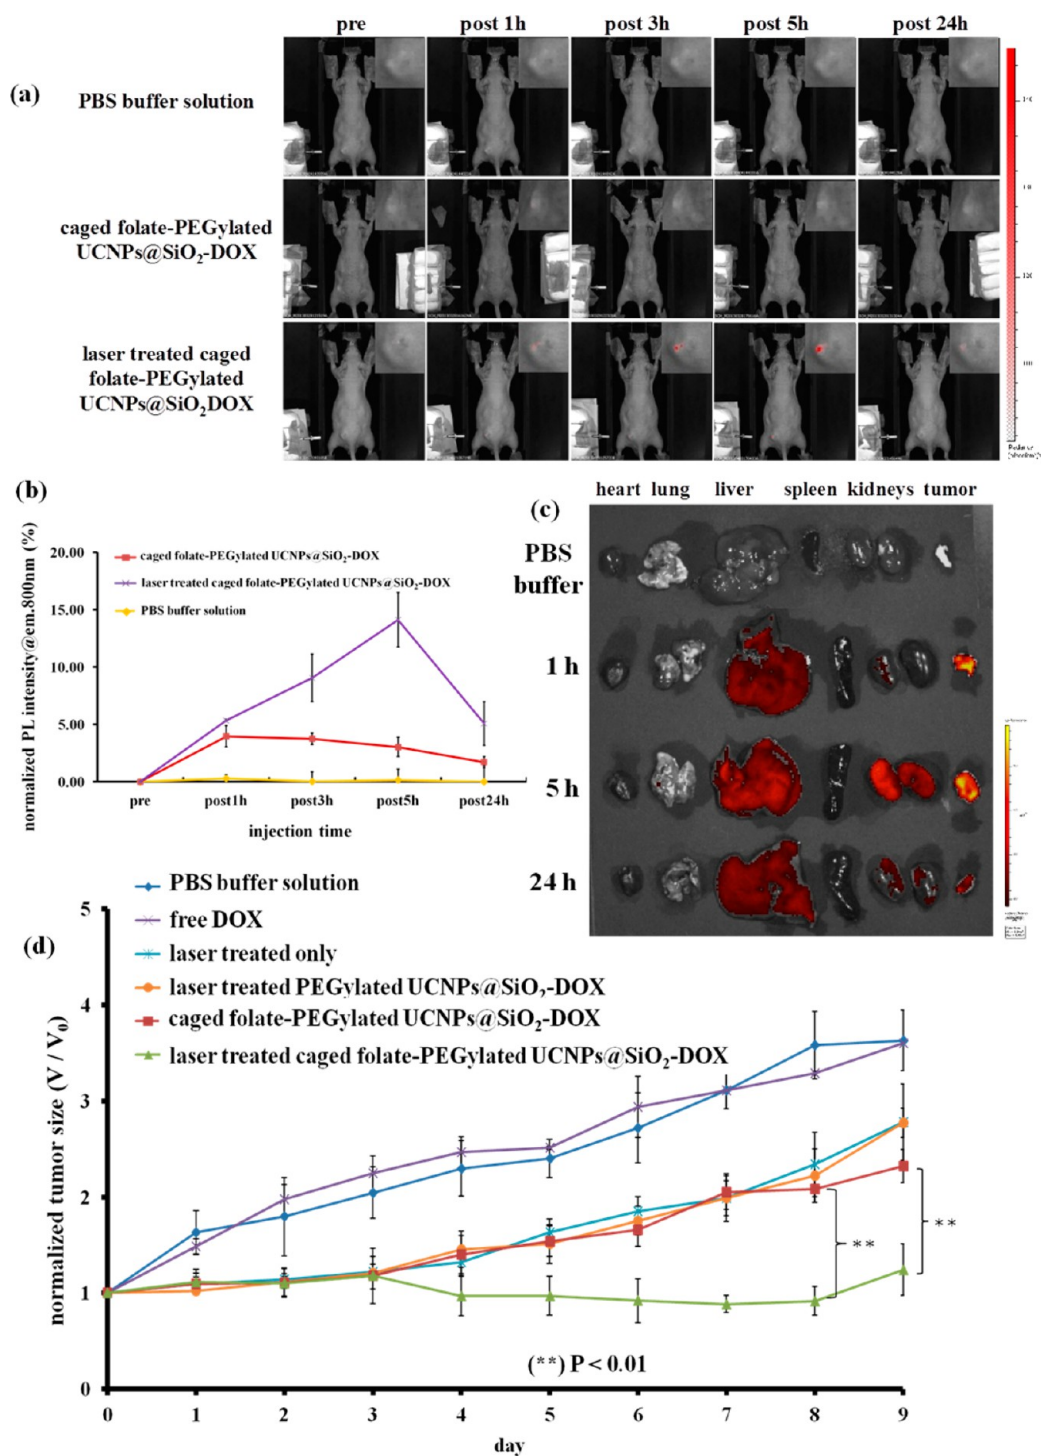 pre post 1h post 3h post 5h post 24h
(a)
PBS buffer solution
caged folate-PEGylated
UCNPs@SiO₂-DOX
laser treated caged
folate-PEGylated
UCNPs@SiO₂DOX
120
100
(b)
normalized PL intensity@em.800nm (%)
20.00
15.00
10.00
5.00
0.00
caged folate-PEGylated UCNPs@SiO₂-DOX
laser treated caged folate-PEGylated UCNPs@SiO₂-DOX
PBS buffer solution
pre post1h post3h post5h post24h
injection time
(c)
heart lung liver spleen kidneys tumor
PBS
buffer
1 h
5 h
24 h
(d)
PBS buffer solution
free DOX
laser treated only
laser treated PEGylated UCNPs@SiO₂-DOX
caged folate-PEGylated UCNPs@SiO₂-DOX
laser treated caged folate-PEGylated UCNPs@SiO₂-DOX
normalized tumor size (V / V₀)
5
4
3
2
1
0
**
**
(**) P < 0.01
0 1 2 3 4 5 6 7 8 9
day